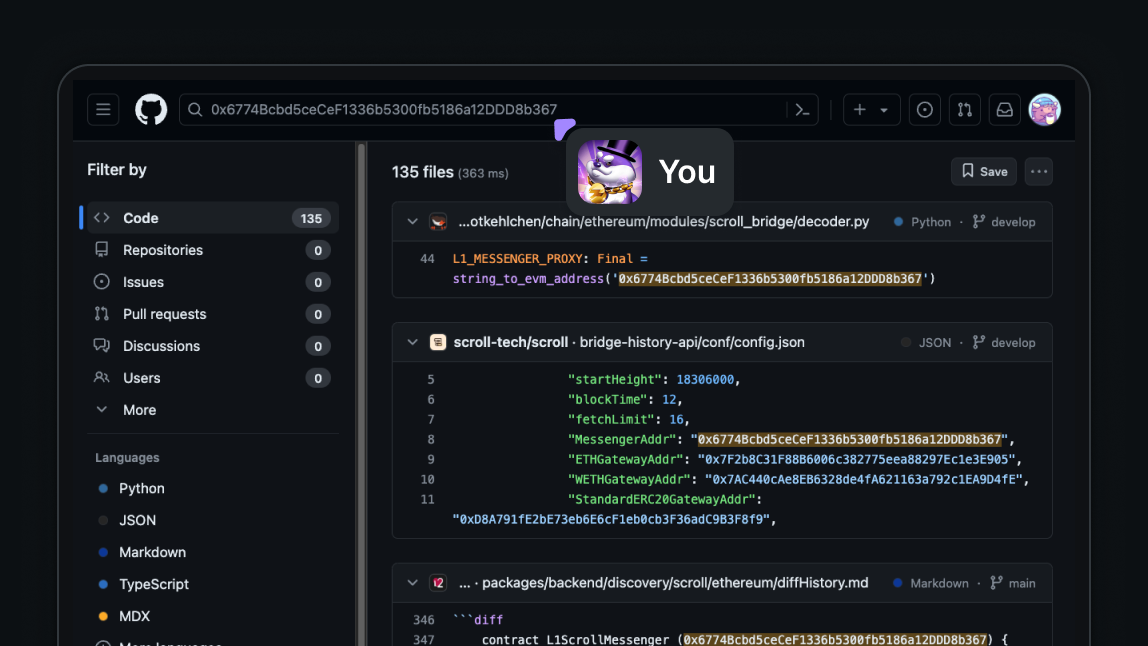 0x6774Bcbd5ceCeF1336b5300fb5186a12DDD8b367
You
Filter by
Code 135
Repositories 0
Issues 0
Pull requests 0
Discussions 0
Users 0
More
Languages
Python
JSON
Markdown
TypeScript
MDX
More languages
135 files (363 ms)
Save
...otkehlchen/chain/ethereum/modules/scroll_bridge/decoder.py Python · develop
44 L1_MESSENGER_PROXY: Final =
string_to_evm_address('0x6774Bcbd5ceCeF1336b5300fb5186a12DDD8b367')
scroll-tech/scroll · bridge-history-api/conf/config.json JSON · develop
5 "startHeight": 18306000,
6 "blockTime": 12,
7 "fetchLimit": 16,
8 "MessengerAddr": "0x6774Bcbd5ceCeF1336b5300fb5186a12DDD8b367",
9 "ETHGatewayAddr": "0x7F2b8C31F88B6006c382775eea88297Ec1e3E905",
10 "WETHGatewayAddr": "0x7AC440cAe8EB6328de4fA621163a792c1EA9D4fE",
11 "StandardERC20GatewayAddr":
"0xD8A791fE2bE73eb6E6cF1eb0cb3F36adC9B3F8f9",
... · packages/backend/discovery/scroll/ethereum/diffHistory.md Markdown · main
346 ```diff
347 contract L1ScrollMessenger (0x6774Bcbd5ceCeF1336b5300fb5186a12DDD8b367) {